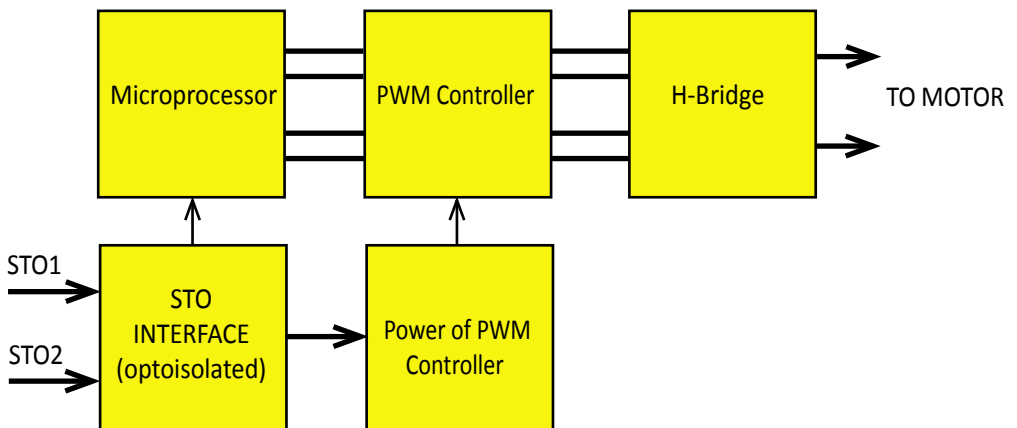 Microprocessor
PWM Controller
H-Bridge
TO MOTOR
STO1
STO2
STO
INTERFACE
(optoisolated)
Power of PWM
Controller